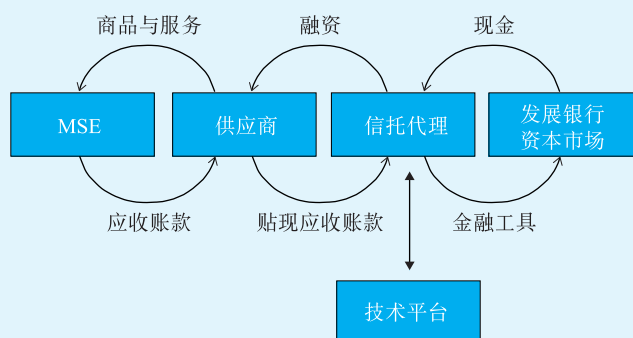 商品与服务
融资
现金
MSE
供应商
信托代理
发展银行
资本市场
应收账款
贴现应收账款
金融工具
技术平台